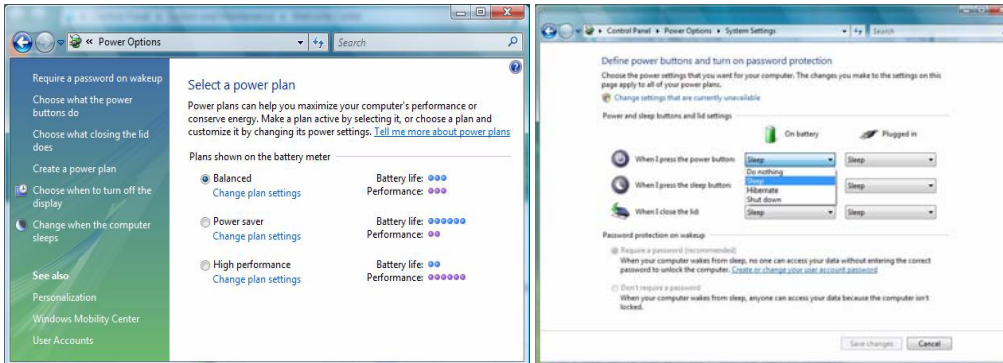 « Power Options
Search
Require a password on wakeup
Choose what the power
buttons do
Choose what closing the lid
does
Create a power plan
Choose when to turn off the
display
Change when the computer
sleeps
See also
Personalization
Windows Mobility Center
User Accounts
Select a power plan
Power plans can help you maximize your computer's performance or
conserve energy. Make a plan active by selecting it, or choose a plan and
customize it by changing its power settings. Tell me more about power plans
Plans shown on the battery meter
Balanced Battery life:
Change plan settings Performance:
Power saver Battery life:
Change plan settings Performance:
High performance Battery life:
Change plan settings Performance:
Control Panel Power Options System Settings
Search
Define power buttons and turn on password protection
Choose the power settings that you want for your computer. The changes you make to the settings on this
page apply to all of your power plans.
Change settings that are currently unavailable
Power and sleep buttons and lid settings
On battery Plugged in
When I press the power button: Sleep Sleep
Do nothing
Sleep
Hibernate
Shut down
When I press the sleep button: Sleep
When I close the lid: Sleep Sleep
Password protection on wakeup
Require a password (recommended)
When your computer wakes from sleep, no one can access your data without entering the correct
password to unlock the computer. Create or change your user account password
Don't require a password
When your computer wakes from sleep, anyone can access your data because the computer isn't
locked.
Save changes Cancel